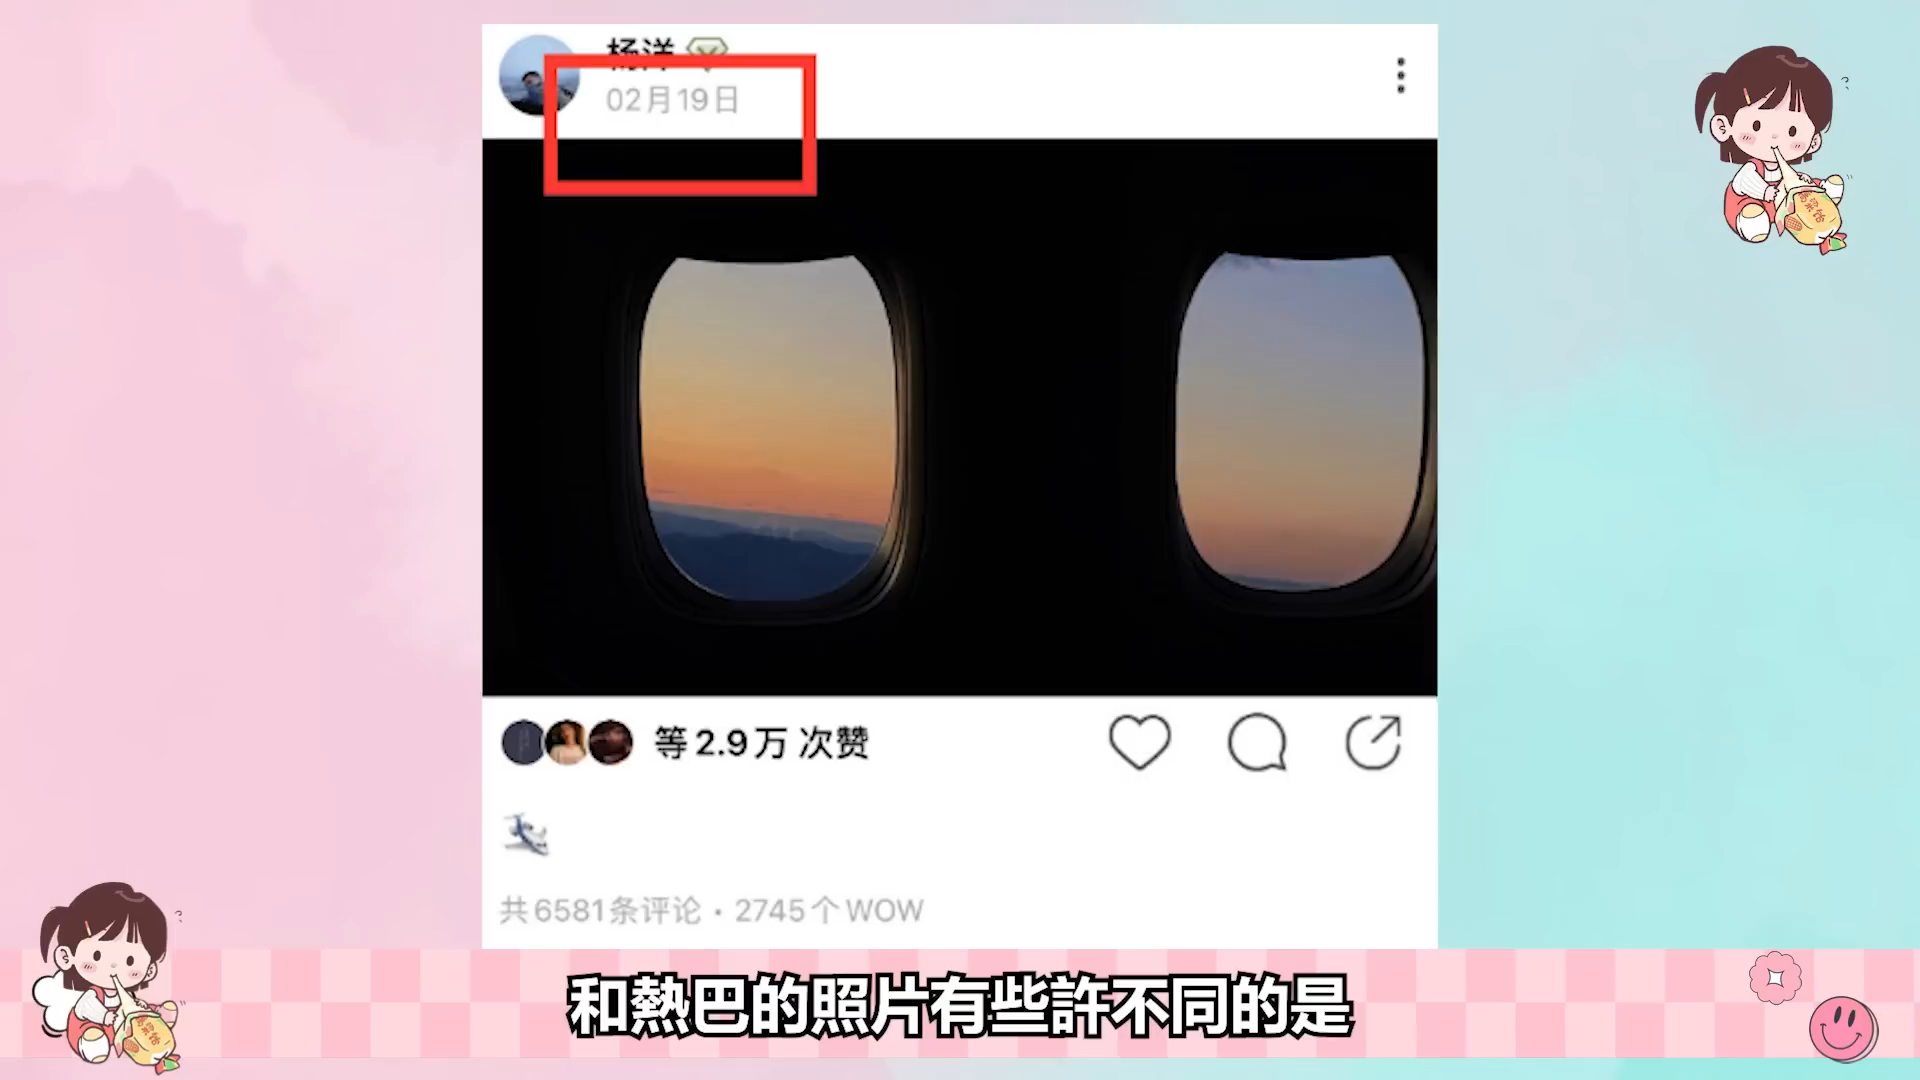 杨洋
02月19日
等2.9万 次赞
共6581条评论·2745个WOW
和熱巴的照片有些許不同的是